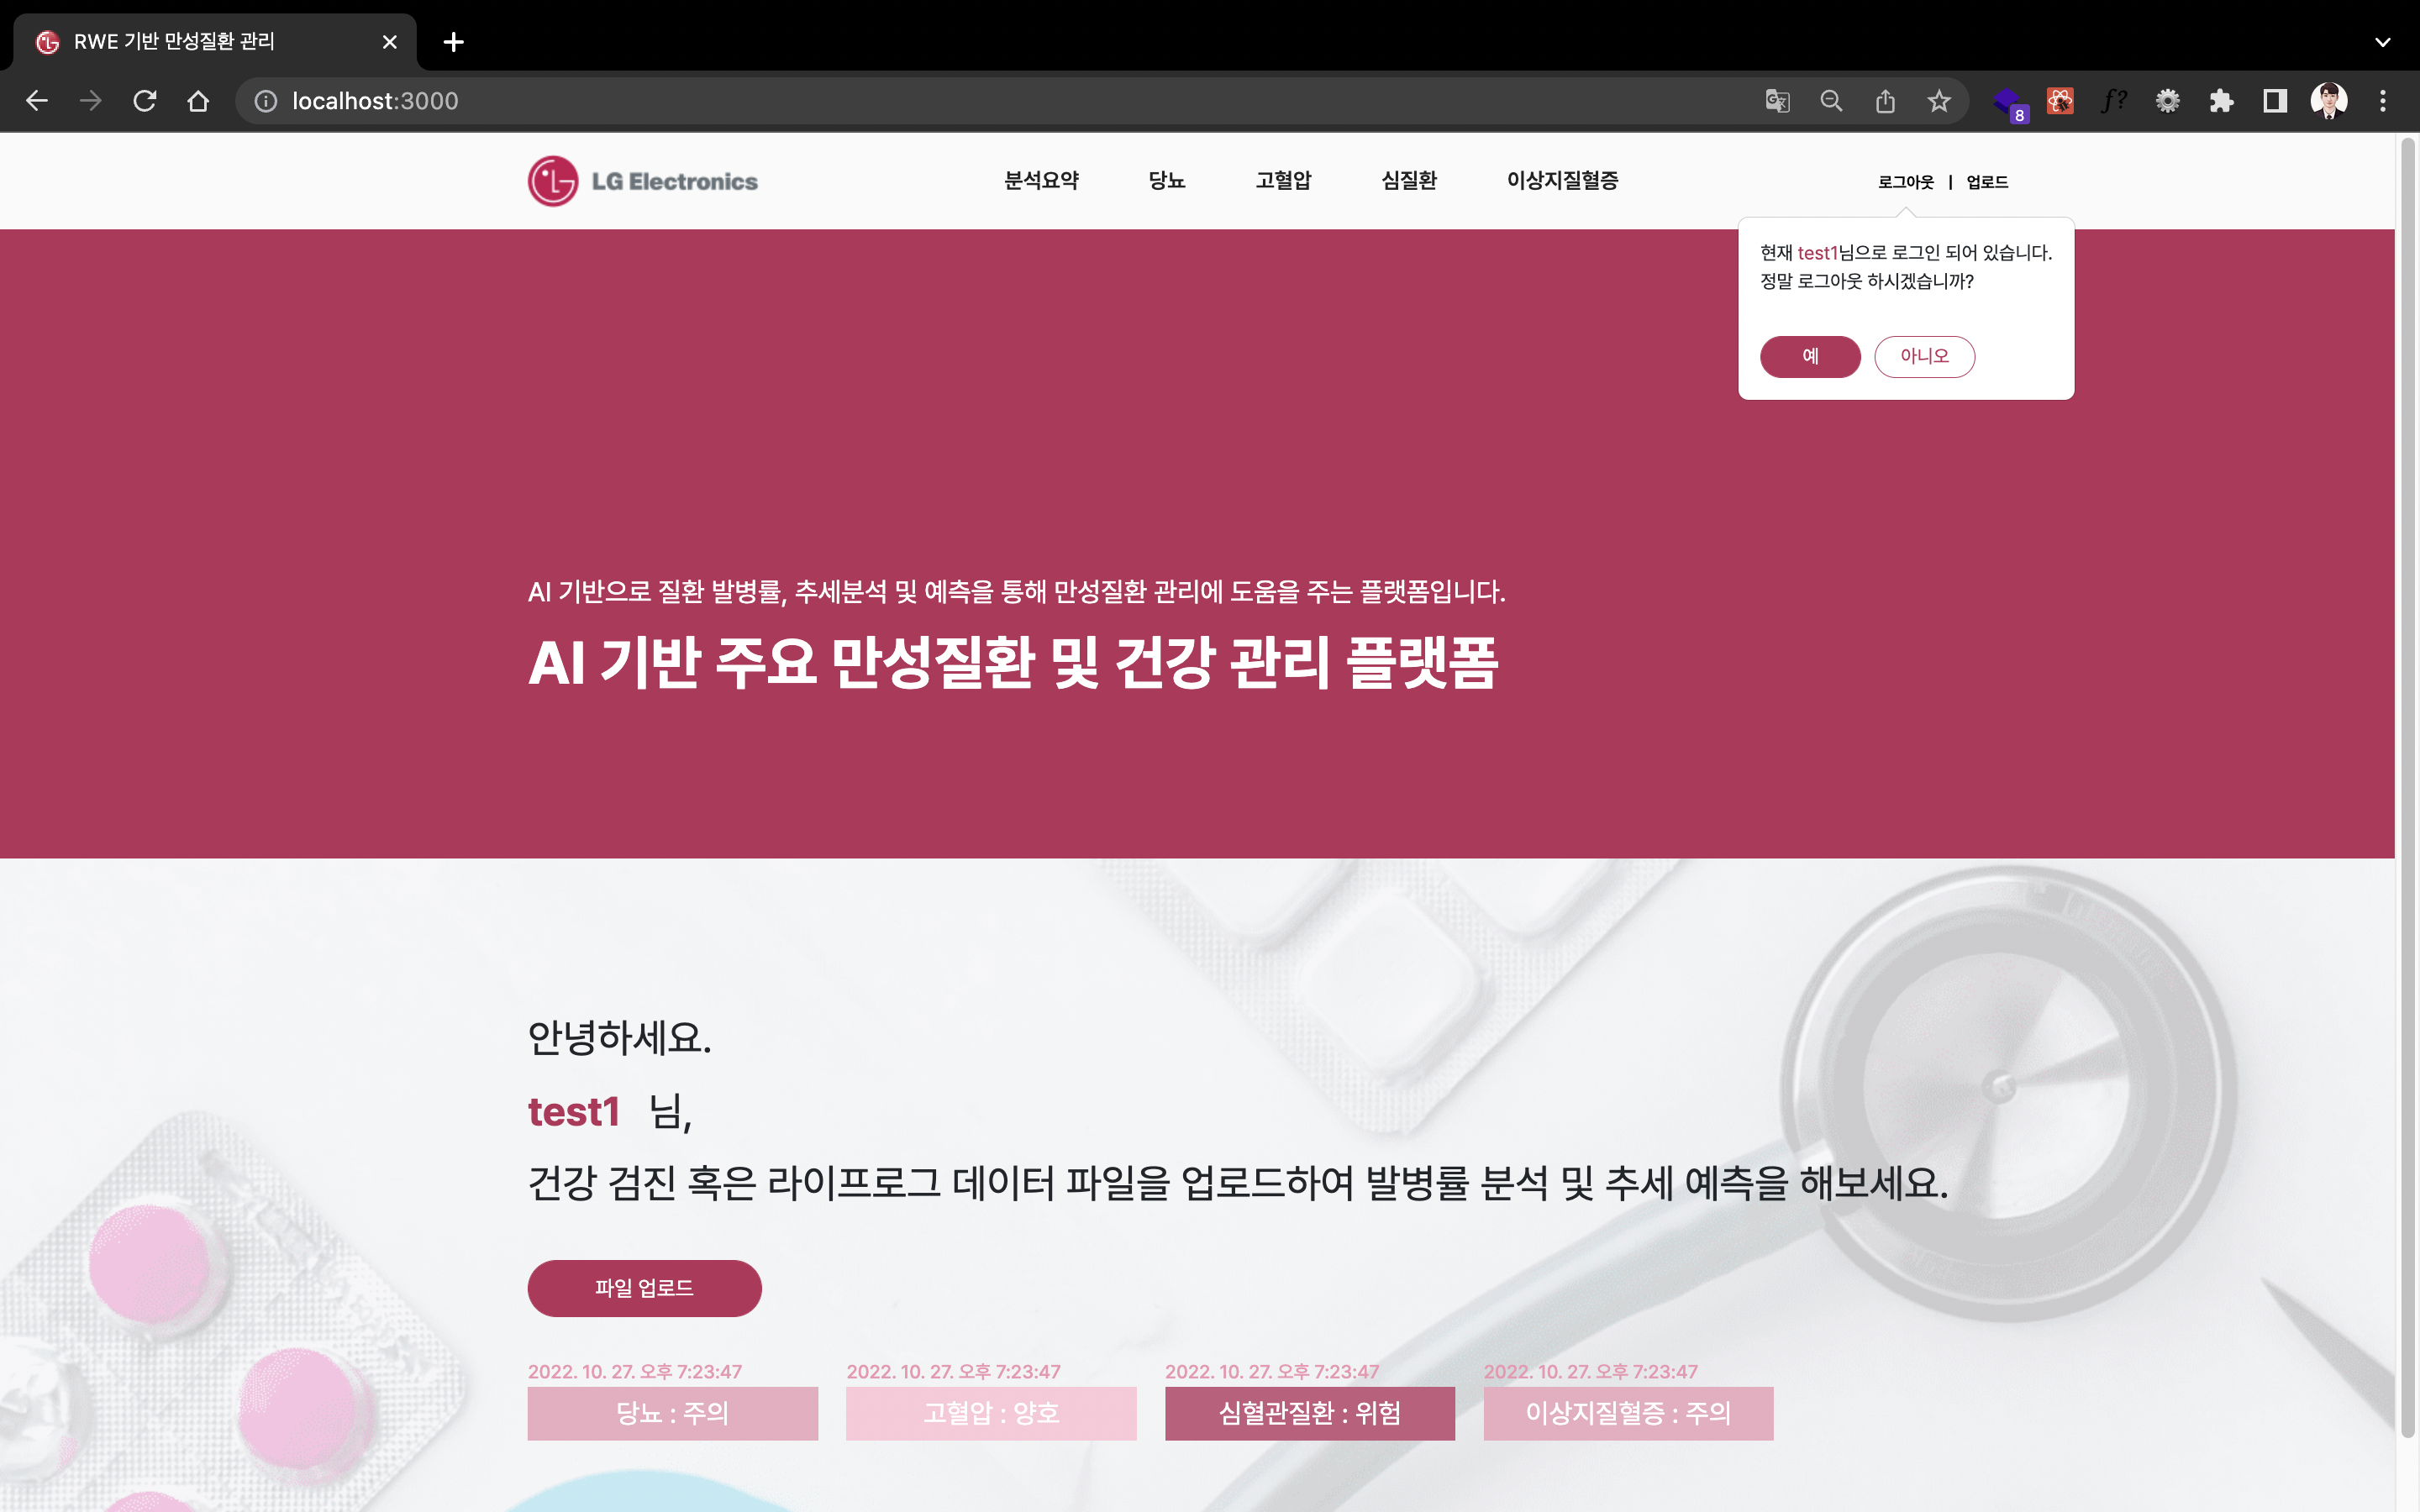 RWE 기반 만성질환 관리
localhost:3000
8
f?
LG Electronics
분석요약 당뇨 고혈압 심질환 이상지질혈증
로그아웃 | 업로드
현재 test1님으로 로그인 되어 있습니다.
정말 로그아웃 하시겠습니까?
예 아니오
AI 기반으로 질환 발병률, 추세분석 및 예측을 통해 만성질환 관리에 도움을 주는 플랫폼입니다.
AI 기반 주요 만성질환 및 건강 관리 플랫폼
안녕하세요.
test1 님,
건강 검진 혹은 라이프로그 데이터 파일을 업로드하여 발병률 분석 및 추세 예측을 해보세요.
파일 업로드
2022. 10. 27. 오후 7:23:47 2022. 10. 27. 오후 7:23:47 2022. 10. 27. 오후 7:23:47 2022. 10. 27. 오후 7:23:47
당뇨 : 주의 고혈압 : 양호 심혈관질환 : 위험 이상지질혈증 : 주의